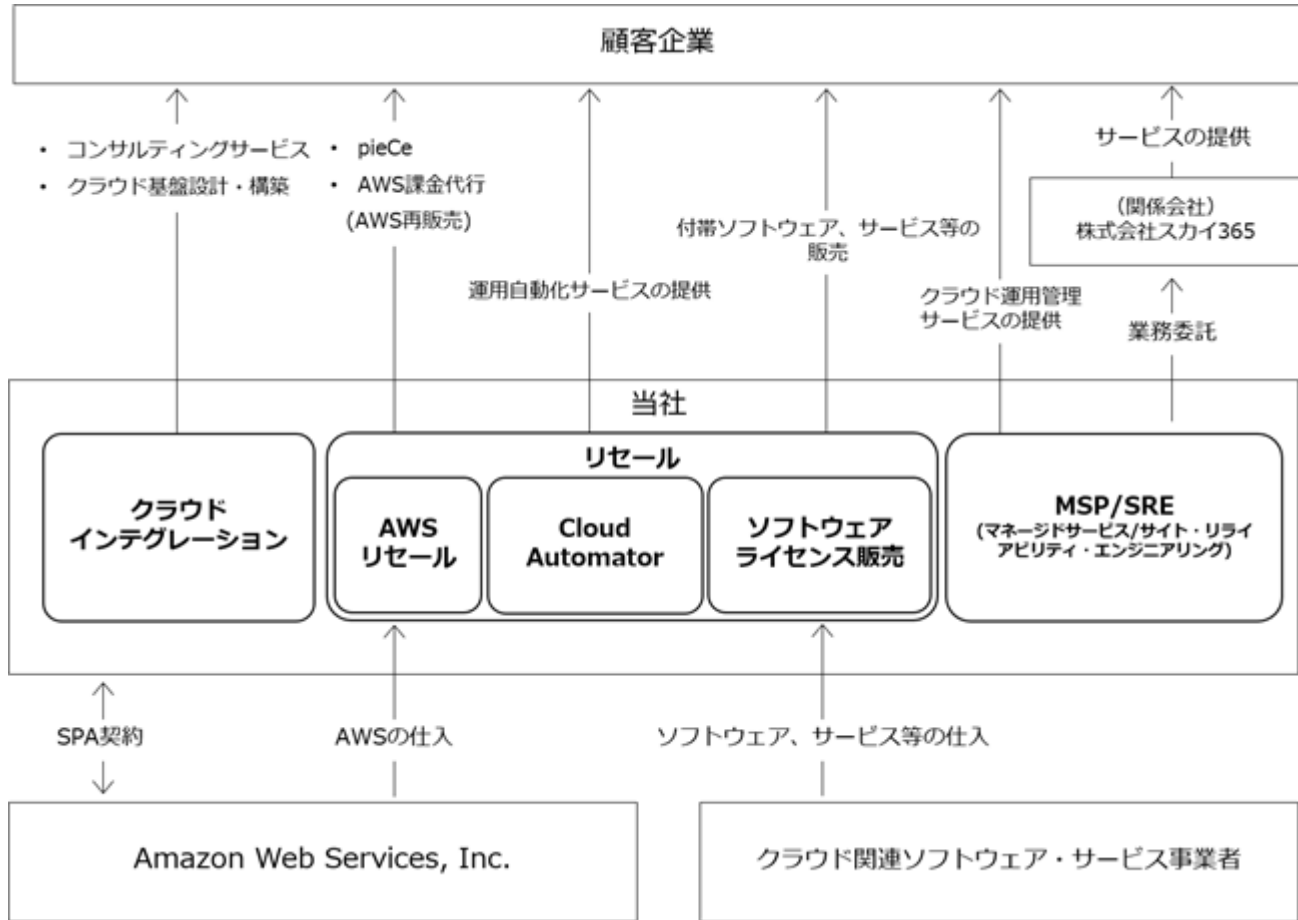 顧客企業
• コンサルティングサービス
• クラウド基盤設計・構築
• pieCe
• AWS課金代行
(AWS再販売)
運用自動化サービスの提供
付帯ソフトウェア、サービス等の
販売
クラウド運用管理
サービスの提供
サービスの提供
（関係会社）
株式会社スカイ365
業務委託
当社
クラウド
インテグレーション
リセール
AWS
リセール
Cloud
Automator
ソフトウェア
ライセンス販売
MSP/SRE
(マネージドサービス/サイト・リライ
アビリティ・エンジニアリング)
SPA契約
AWSの仕入
ソフトウェア、サービス等の仕入
Amazon Web Services, Inc.
クラウド関連ソフトウェア・サービス事業者